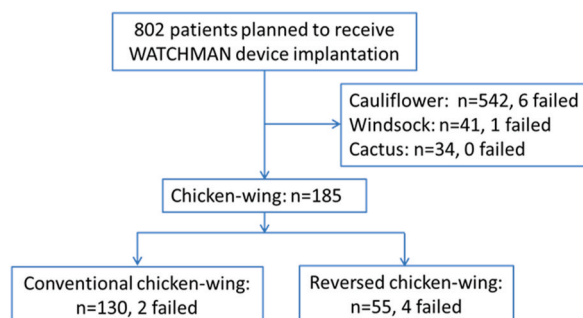 802 patients planned to receive
WATCHMAN device implantation
Cauliflower: n=542, 6 failed
Windsock: n=41, 1 failed
Cactus: n=34, 0 failed
Chicken-wing: n=185
Conventional chicken-wing:
n=130, 2 failed
Reversed chicken-wing:
n=55, 4 failed